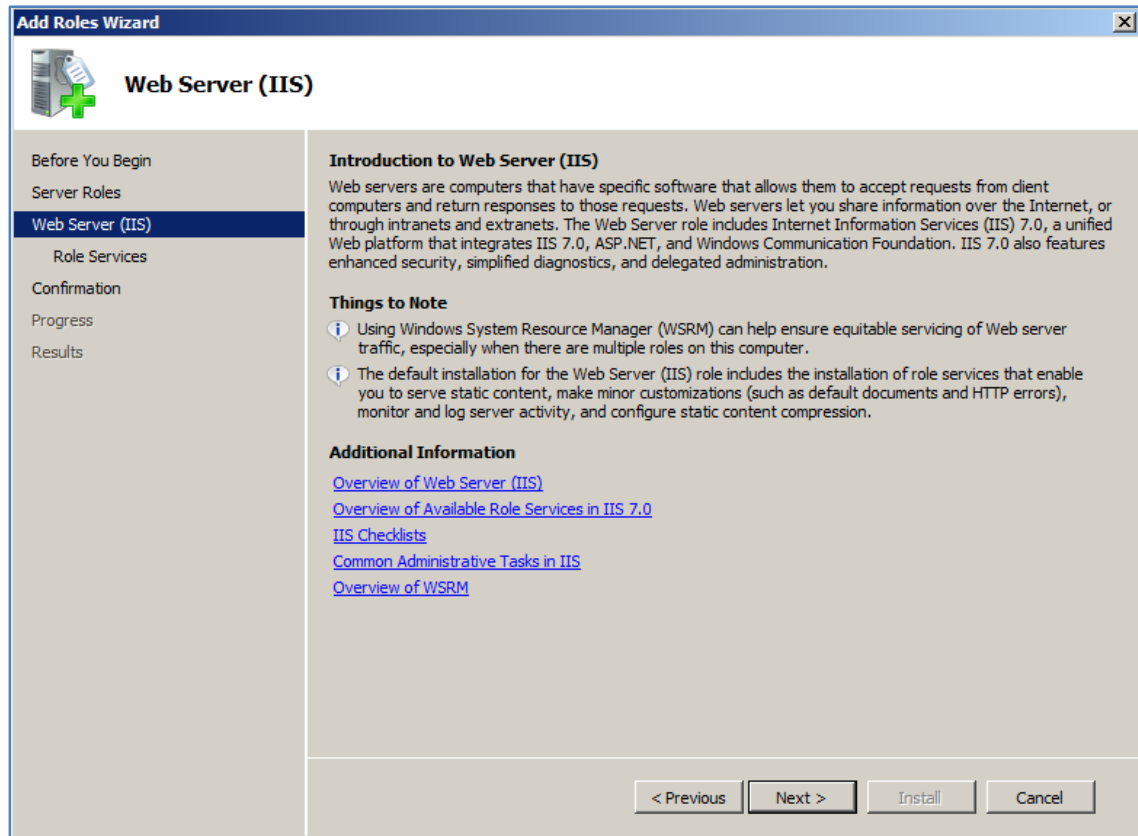 Add Roles Wizard
Web Server (IIS)
Before You Begin
Server Roles
Web Server (IIS)
Role Services
Confirmation
Progress
Results
Introduction to Web Server (IIS)
Web servers are computers that have specific software that allows them to accept requests from client
computers and return responses to those requests. Web servers let you share information over the Internet, or
through intranets and extranets. The Web Server role includes Internet Information Services (IIS) 7.0, a unified
Web platform that integrates IIS 7.0, ASP.NET, and Windows Communication Foundation. IIS 7.0 also features
enhanced security, simplified diagnostics, and delegated administration.
Things to Note
Using Windows System Resource Manager (WSRM) can help ensure equitable servicing of Web server
traffic, especially when there are multiple roles on this computer.
The default installation for the Web Server (IIS) role includes the installation of role services that enable
you to serve static content, make minor customizations (such as default documents and HTTP errors),
monitor and log server activity, and configure static content compression.
Additional Information
Overview of Web Server (IIS)
Overview of Available Role Services in IIS 7.0
IIS Checklists
Common Administrative Tasks in IIS
Overview of WSRM
< Previous
Next >
Install
Cancel